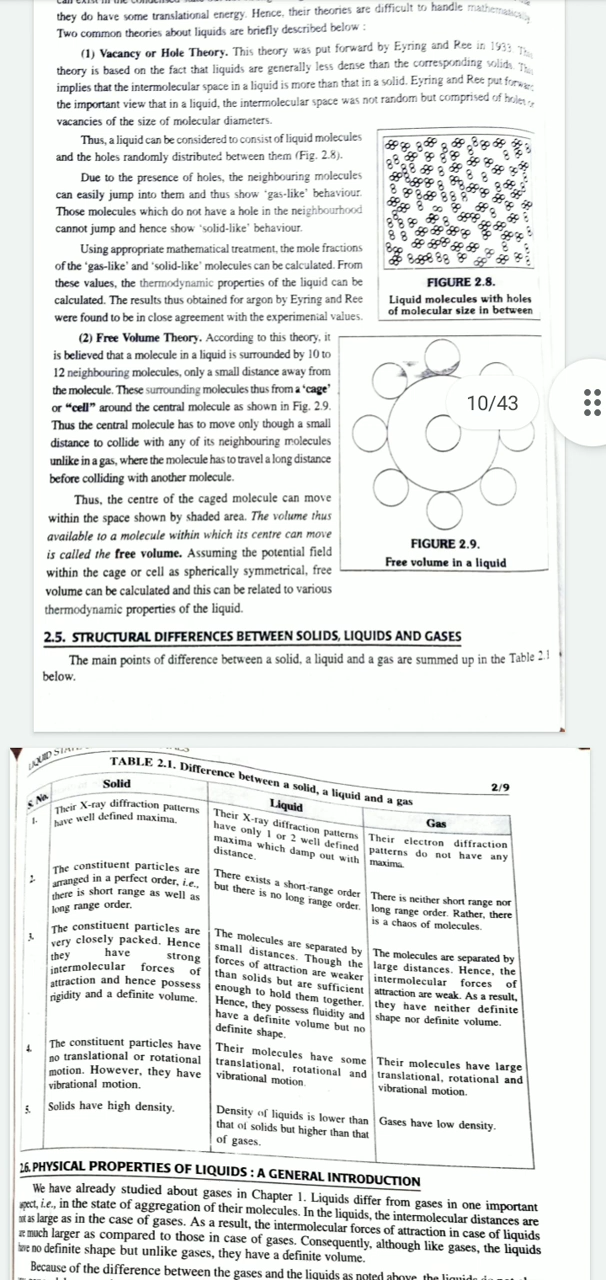 they do have some translational energy. Hence, their theories are difficult to handle mathematically.
Two common theories about liquids are briefly described below :
(1) Vacancy or Hole Theory. This theory was put forward by Eyring and Ree in 1933. This
theory is based on the fact that liquids are generally less dense than the corresponding solids. This
implies that the intermolecular space in a liquid is more than that in a solid. Eyring and Ree put forward
the important view that in a liquid, the intermolecular space was not random but comprised of holes or
vacancies of the size of molecular diameters.
Thus, a liquid can be considered to consist of liquid molecules
and the holes randomly distributed between them (Fig. 2.8).
Due to the presence of holes, the neighbouring molecules
can easily jump into them and thus show ‘gas-like’ behaviour.
Those molecules which do not have a hole in the neighbourhood
cannot jump and hence show ‘solid-like’ behaviour.
Using appropriate mathematical treatment, the mole fractions
of the ‘gas-like’ and ‘solid-like’ molecules can be calculated. From
these values, the thermodynamic properties of the liquid can be
calculated. The results thus obtained for argon by Eyring and Ree
were found to be in close agreement with the experimental values.
FIGURE 2.8.
Liquid molecules with holes
of molecular size in between
(2) Free Volume Theory. According to this theory, it
is believed that a molecule in a liquid is surrounded by 10 to
12 neighbouring molecules, only a small distance away from
the molecule. These surrounding molecules thus from a ‘cage’
or “cell” around the central molecule as shown in Fig. 2.9.
Thus the central molecule has to move only though a small
distance to collide with any of its neighbouring molecules
unlike in a gas, where the molecule has to travel a long distance
before colliding with another molecule.
Thus, the centre of the caged molecule can move
within the space shown by shaded area. The volume thus
available to a molecule within which its centre can move
is called the free volume. Assuming the potential field
within the cage or cell as spherically symmetrical, free
volume can be calculated and this can be related to various
thermodynamic properties of the liquid.
10/43
FIGURE 2.9.
Free volume in a liquid
2.5. STRUCTURAL DIFFERENCES BETWEEN SOLIDS, LIQUIDS AND GASES
The main points of difference between a solid, a liquid and a gas are summed up in the Table 2.1
below.
2/9
TABLE 2.1. Difference between a solid, a liquid and a gas
S. No.
Solid
Liquid
Gas
1.
Their X-ray diffraction patterns
have well defined maxima.
Their X-ray diffraction patterns
have only 1 or 2 well defined
maxima which damp out with
distance.
Their electron diffraction
patterns do not have any
maxima.
2.
The constituent particles are
arranged in a perfect order, i.e.,
there is short range as well as
long range order.
There exists a short-range order
but there is no long range order.
There is neither short range nor
long range order. Rather, there
is a chaos of molecules.
3.
The constituent particles are
very closely packed. Hence
they have strong
intermolecular forces of
attraction and hence possess
rigidity and a definite volume.
The molecules are separated by
small distances. Though the
forces of attraction are weaker
than solids but are sufficient
enough to hold them together.
Hence, they possess fluidity and
have a definite volume but no
definite shape.
The molecules are separated by
large distances. Hence, the
intermolecular forces of
attraction are weak. As a result,
they have neither definite
shape nor definite volume.
4.
The constituent particles have
no translational or rotational
motion. However, they have
vibrational motion.
Their molecules have some
translational, rotational and
vibrational motion.
Their molecules have large
translational, rotational and
vibrational motion.
5.
Solids have high density.
Density of liquids is lower than
that of solids but higher than that
of gases.
Gases have low density.
2.6. PHYSICAL PROPERTIES OF LIQUIDS : A GENERAL INTRODUCTION
We have already studied about gases in Chapter 1. Liquids differ from gases in one important
aspect, i.e., in the state of aggregation of their molecules. In the liquids, the intermolecular distances are
not as large as in the case of gases. As a result, the intermolecular forces of attraction in case of liquids
are much larger as compared to those in case of gases. Consequently, although like gases, the liquids
have no definite shape but unlike gases, they have a definite volume.
Because of the difference between the gases and the liquids as noted above, the liquids